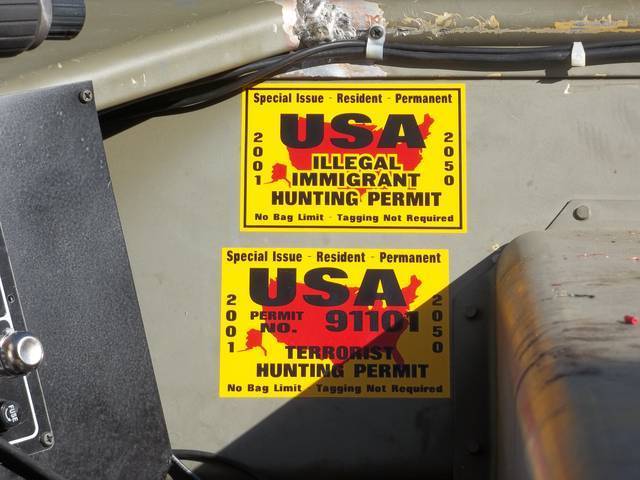 Special Issue - Resident - Permanent
USA
2001
2050
ILLEGAL
IMMIGRANT
HUNTING PERMIT
No Bag Limit - Tagging Not Required
Special Issue - Resident - Permanent
USA
2001
2050
PERMIT
NO. 91101
TERRORIST
HUNTING PERMIT
No Bag Limit - Tagging Not Required
FUSE